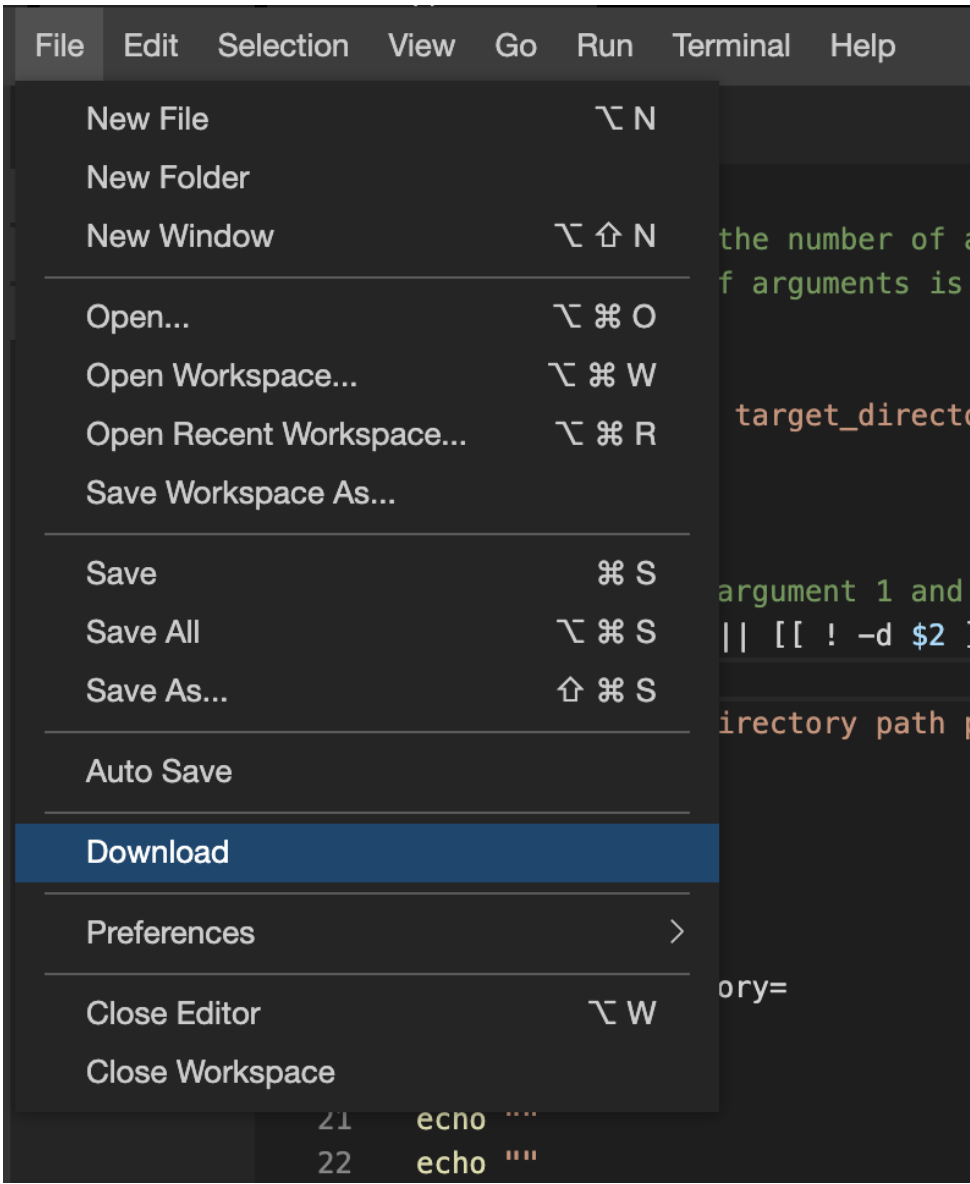 File Edit Selection View Go Run Terminal Help
New File ⌥ N
New Folder
New Window ⌥ ⇧ N
the number of
f arguments is
Open... ⌥ ⌘ O
Open Workspace... ⌥ ⌘ W
target_directo
Open Recent Workspace... ⌥ ⌘ R
Save Workspace As...
Save ⌘ S
argument 1 and
Save All ⌥ ⌘ S
|| [[ ! -d $2 ]
Save As... ⇧ ⌘ S
irectory path
Auto Save
Download
Preferences >
ory=
Close Editor ⌥ W
Close Workspace
21 echo ""
22 echo ""